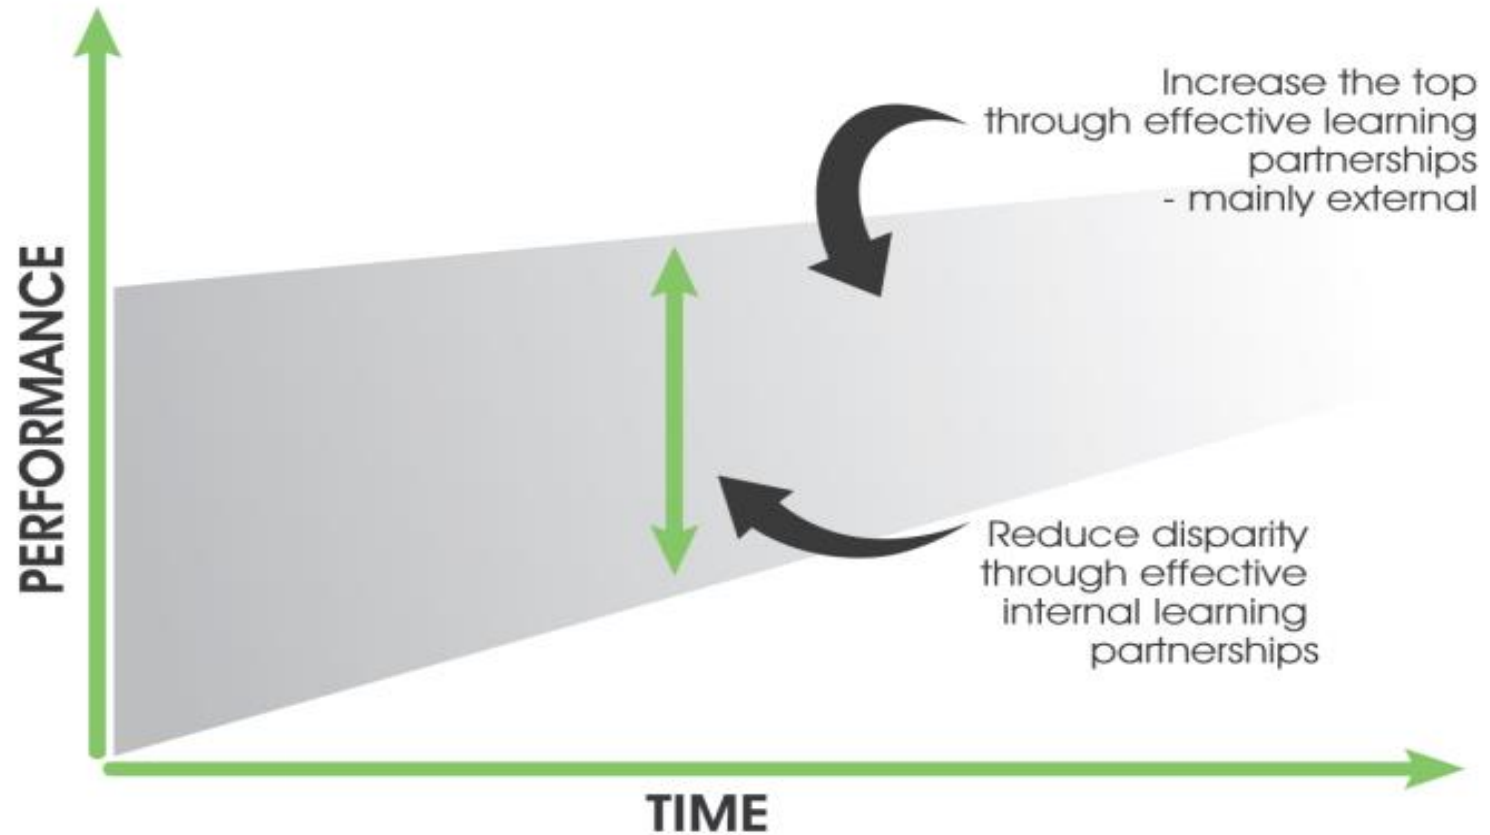 Increase the top
through effective learning
partnerships
- mainly external
PERFORMANCE
Reduce disparity
through effective
internal learning
partnerships
TIME